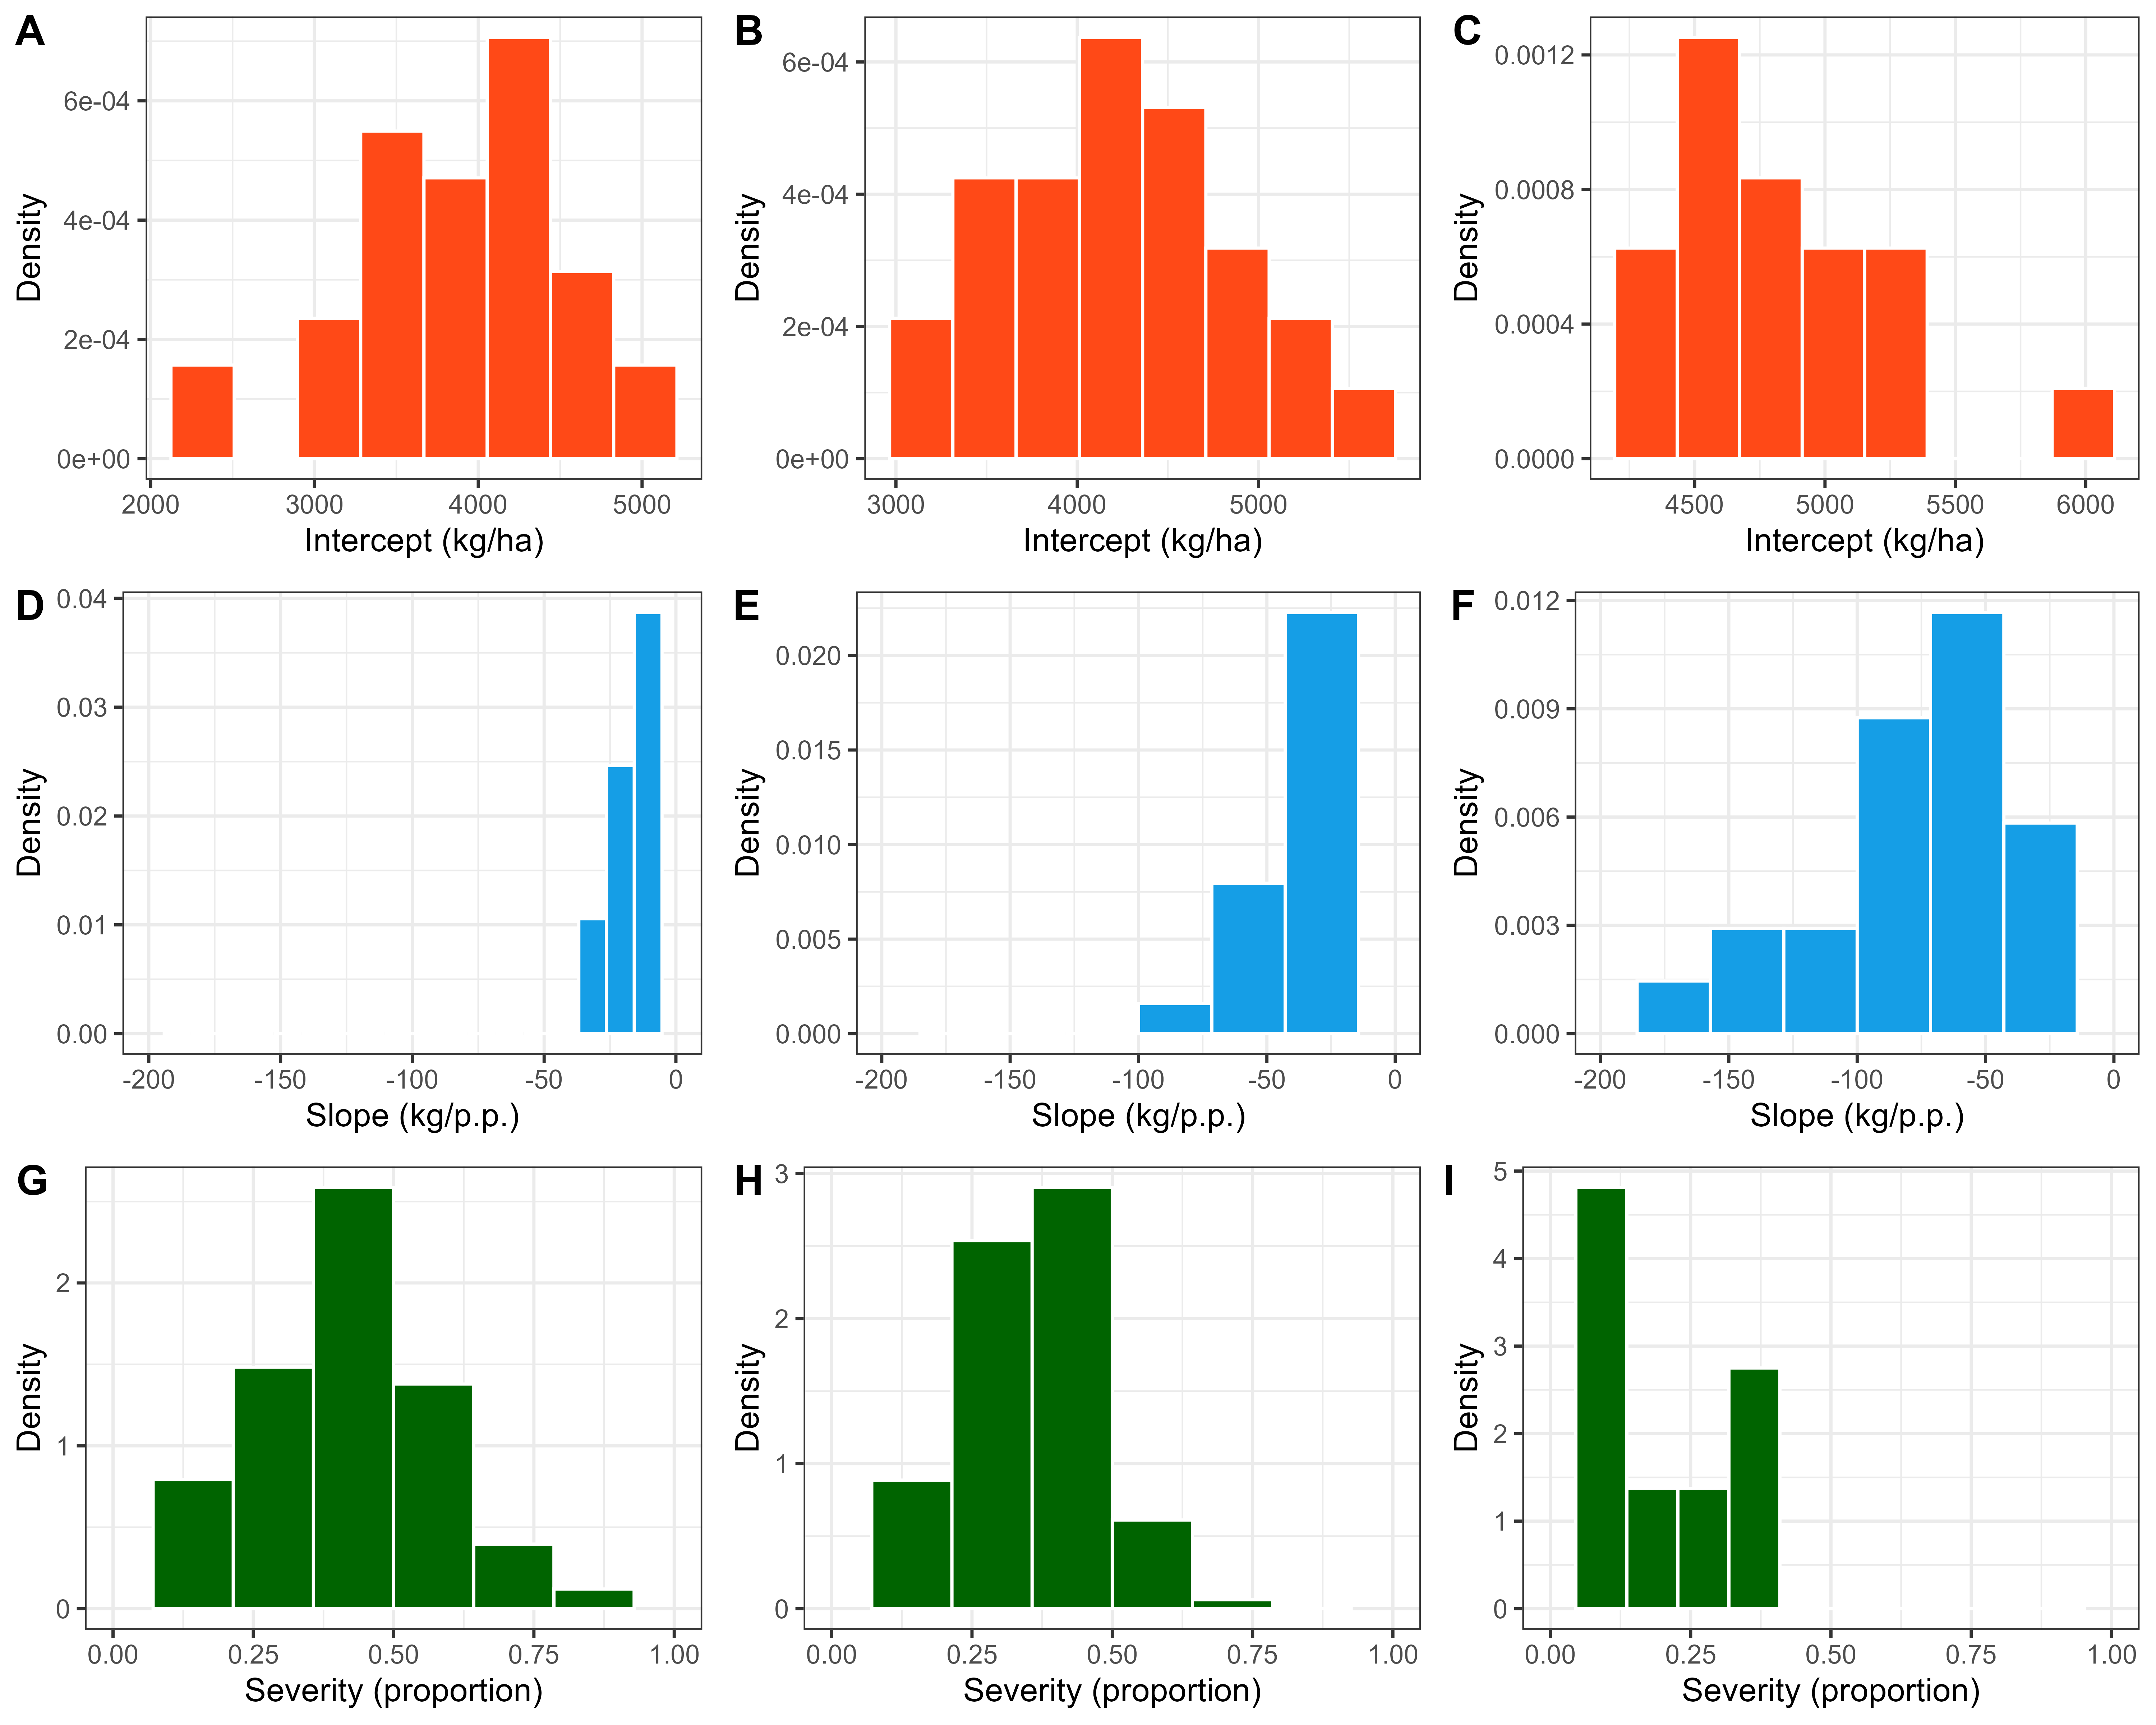 A
Density
6e-04
4e-04
2e-04
0e+00
2000 3000 4000 5000
Intercept (kg/ha)
B
Density
6e-04
4e-04
2e-04
0e+00
3000 4000 5000
Intercept (kg/ha)
C
Density
0.0012
0.0008
0.0004
0.0000
4500 5000 5500 6000
Intercept (kg/ha)
D
Density
0.04
0.03
0.02
0.01
0.00
-200 -150 -100 -50 0
Slope (kg/p.p.)
E
Density
0.020
0.015
0.010
0.005
0.000
-200 -150 -100 -50 0
Slope (kg/p.p.)
F
Density
0.012
0.009
0.006
0.003
0.000
-200 -150 -100 -50 0
Slope (kg/p.p.)
G
Density
2
1
0
0.00 0.25 0.50 0.75 1.00
Severity (proportion)
H
Density
3
2
1
0
0.00 0.25 0.50 0.75 1.00
Severity (proportion)
I
Density
5
4
3
2
1
0
0.00 0.25 0.50 0.75 1.00
Severity (proportion)